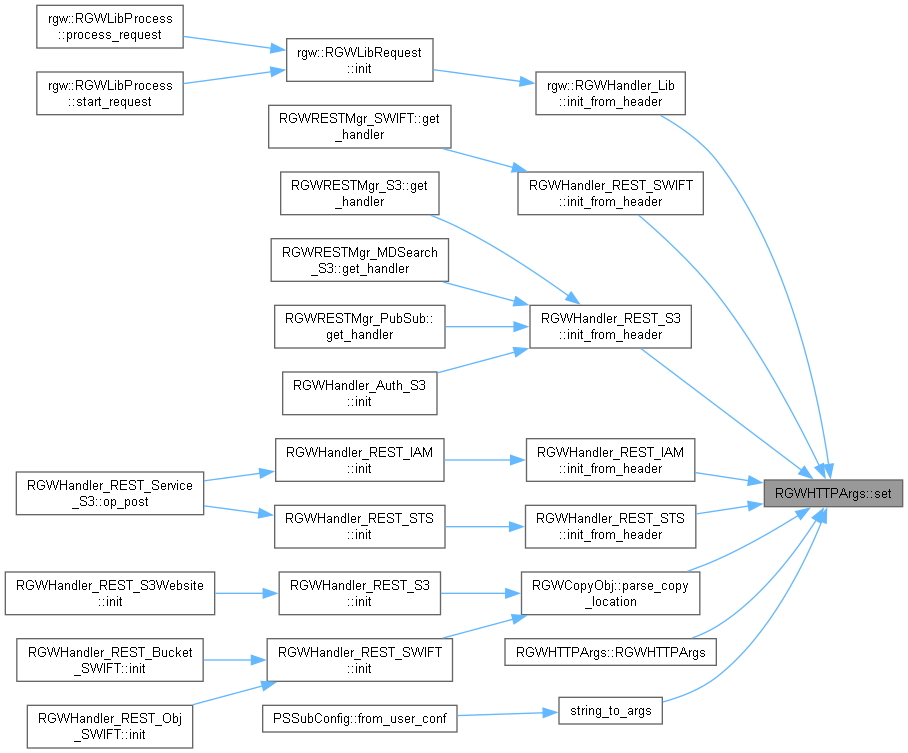 rgw::RGWLibProcess
::process_request
rgw::RGWLibRequest
::init
rgw::RGWLibProcess
::start_request
rgw::RGWHandler_Lib
::init_from_header
RGWRESTMgr_SWIFT::get
_handler
RGWHandler_REST_SWIFT
::init_from_header
RGWRESTMgr_S3::get
_handler
RGWRESTMgr_MDSearch
_S3::get_handler
RGWRESTMgr_PubSub::
get_handler
RGWHandler_REST_S3
::init_from_header
RGWHandler_Auth_S3
::init
RGWHandler_REST_IAM
::init
RGWHandler_REST_IAM
::init_from_header
RGWHandler_REST_Service
_S3::op_post
RGWHTTPArgs::set
RGWHandler_REST_STS
::init
RGWHandler_REST_STS
::init_from_header
RGWHandler_REST_S3Website
::init
RGWHandler_REST_S3
::init
RGWCopyObj::parse_copy
_location
RGWHandler_REST_Bucket
_SWIFT::init
RGWHandler_REST_SWIFT
::init
RGWHTTPArgs::RGWHTTPArgs
RGWHandler_REST_Obj
_SWIFT::init
PSSubConfig::from_user_conf
string_to_args